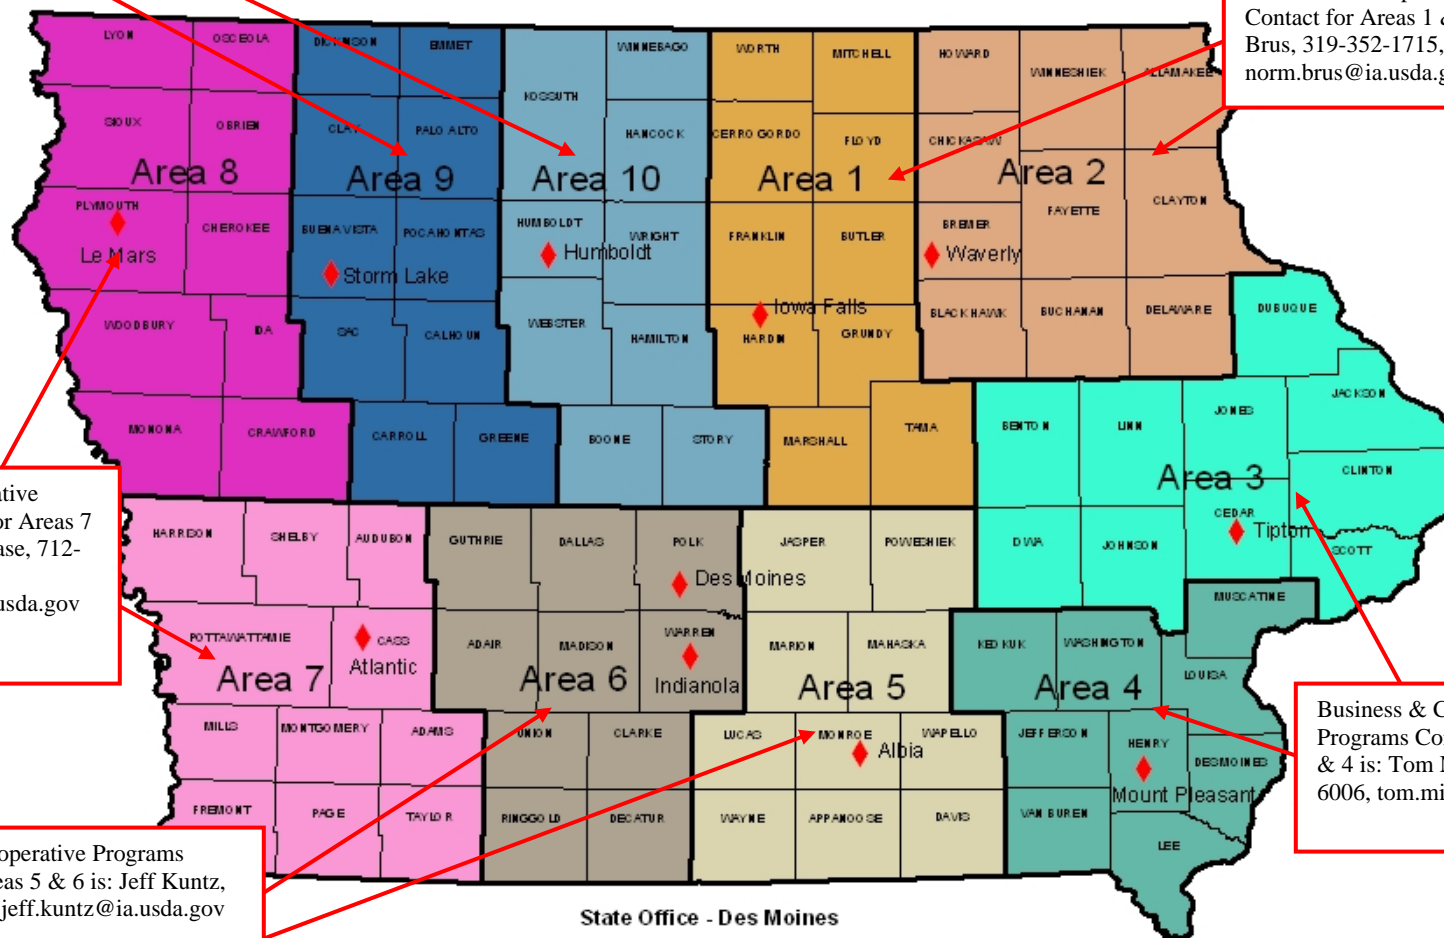 Contact for Areas 1 &
Brus, 319-352-1715,
norm.brus@ia.usda.g
LYON
OSCEOLA
DICKINSON
EMMET
WINNEBAGO
WORTH
MITCHELL
HOWARD
WINNESHIEK
ALLAMAKEE
KOSSUTH
SIOUX
OBRIEN
CLAY
PALO ALTO
HANCOCK
CERRO GORDO
FLOYD
CHICKASAW
Area 8
Area 9
Area 10
Area 1
Area 2
PLYMOUTH
CHEROKEE
BUENA VISTA
POCAHONTAS
HUMBOLDT
WRIGHT
FRANKLIN
BUTLER
BREMER
FAYETTE
CLAYTON
Le Mars
Storm Lake
Humboldt
Waverly
Iowa Falls
WOODBURY
IDA
SAC
CALHOUN
WEBSTER
HAMILTON
HARDIN
GRUNDY
BLACK HAWK
BUCHANAN
DELAWARE
DUBUQUE
MONONA
CRAWFORD
CARROLL
GREENE
BOONE
STORY
MARSHALL
TAMA
BENTON
LINN
JONES
JACKSON
CLINTON
Area 3
ative
or Areas 7
ase, 712-
usda.gov
HARRISON
SHELBY
AUDUBON
GUTHRIE
DALLAS
POLK
JASPER
POWESHIEK
IOWA
JOHNSON
CEDAR
Tipton
SCOTT
Des Moines
MUSCATINE
POTTAWATTAMIE
CASS
Atlantic
ADAIR
MADISON
WARREN
Indianola
MARION
MAHASKA
KEOKUK
WASHINGTON
LOUISA
Area 7
Area 6
Area 5
Area 4
MILLS
MONTGOMERY
ADAMS
UNION
CLARKE
LUCAS
MONROE
WAPELLO
Albia
JEFFERSON
HENRY
DESMOINES
Mount Pleasant
Business & C
Programs Co
& 4 is: Tom M
6006, tom.mi
FREMONT
PAGE
TAYLOR
RINGGOLD
DECATUR
WAYNE
APPANOOSE
DAVIS
VAN BUREN
LEE
operative Programs
eas 5 & 6 is: Jeff Kuntz,
jeff.kuntz@ia.usda.gov
State Office - Des Moines